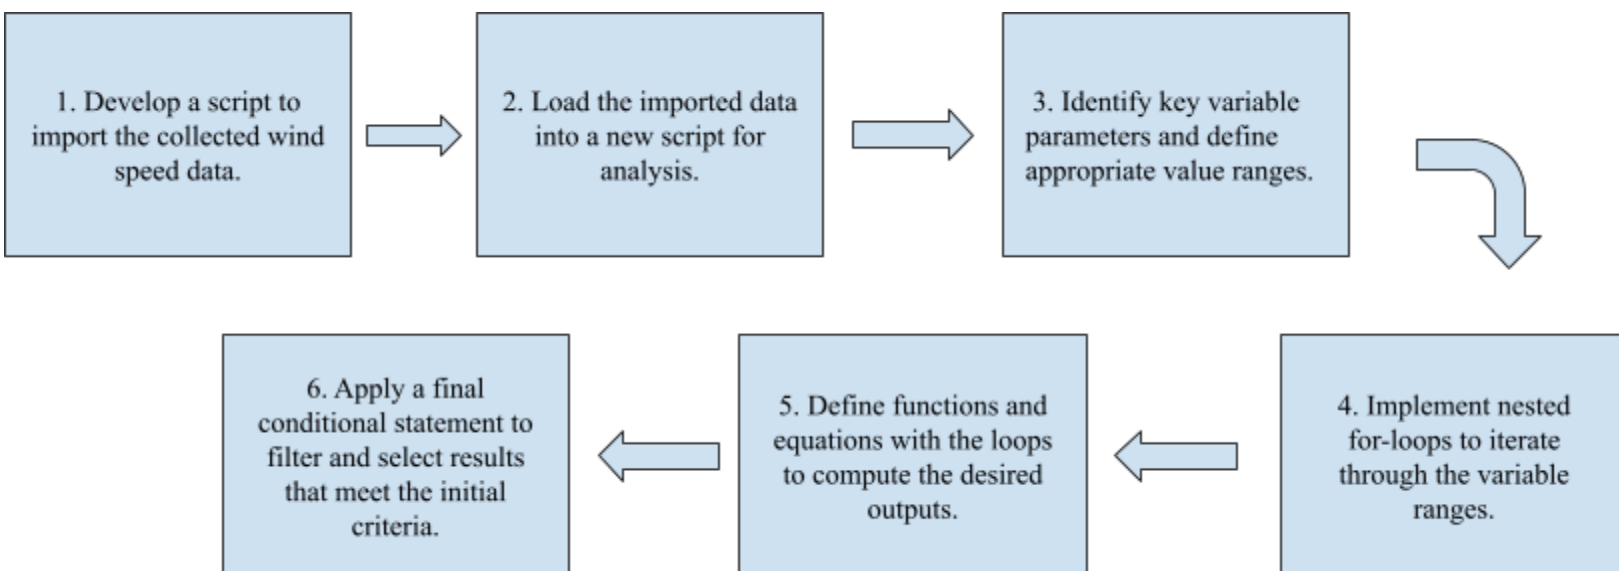 1. Develop a script to
import the collected wind
speed data.
2. Load the imported data
into a new script for
analysis.
3. Identify key variable
parameters and define
appropriate value ranges.
4. Implement nested
for-loops to iterate
through the variable
ranges.
5. Define functions and
equations with the loops
to compute the desired
outputs.
6. Apply a final
conditional statement to
filter and select results
that meet the initial
criteria.